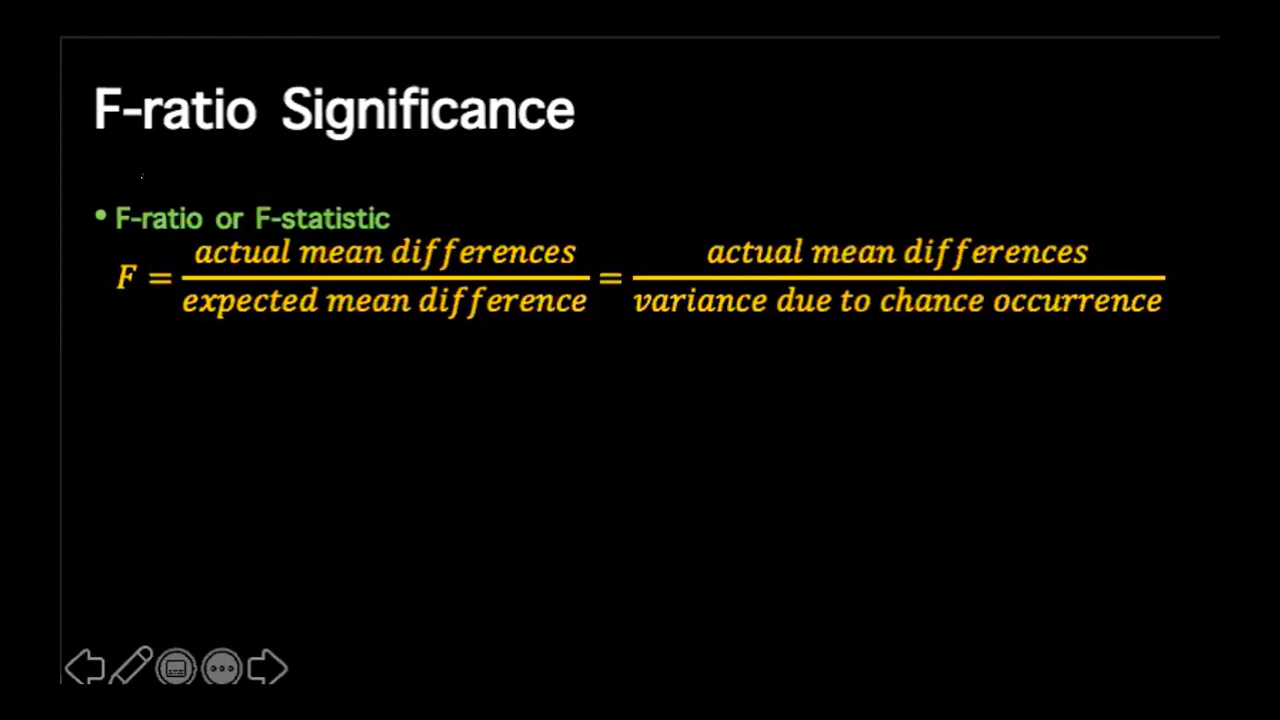 F-ratio Significance
• F-ratio or F-statistic
F = actual mean differences / expected mean difference = actual mean differences / variance due to chance occurrence